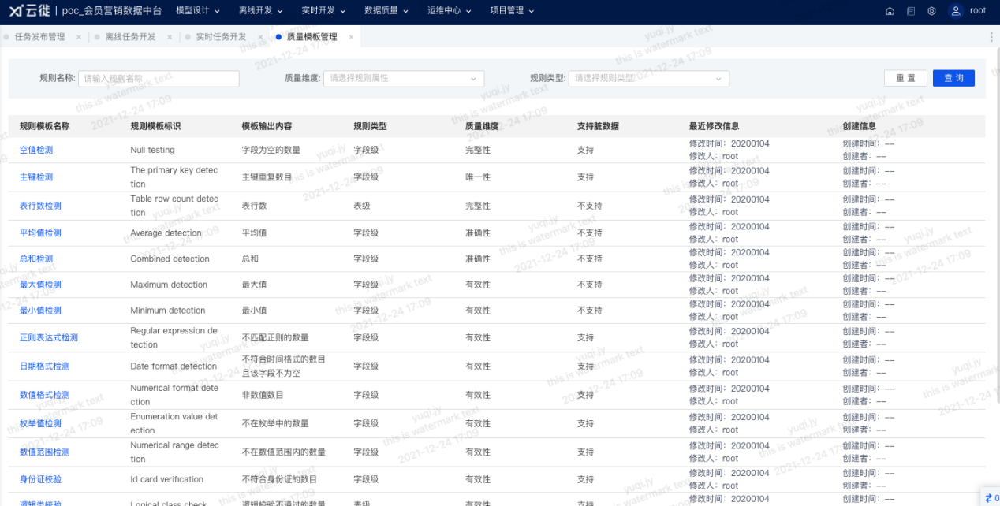 云徙 poc_会员营销数据中台 模型设计 离线开发 实时开发 数据质量 运维中心 项目管理 root
任务发布管理 × 离线任务开发 × 实时任务开发 × 质量模板管理 ×
规则名称: 请输入规则名称 质量维度: 请选择规则属性 规则类型: 请选择规则类型 重置 查询
规则模板名称 规则模板标识 模板输出内容 规则类型 质量维度 支持脏数据 最近修改信息 创建信息
空值检测 Null testing 字段为空的数量 字段级 完整性 支持 修改时间：20200104 创建时间：--
修改人：root 创建者：--
主键检测 The primary key detec 主键重复数目 字段级 唯一性 支持 修改时间：20200104 创建时间：--
tion 修改人：root 创建者：--
表行数检测 Table row count detec 表行数 表级 完整性 不支持 修改时间：20200104 创建时间：--
tion 修改人：root 创建者：--
平均值检测 Average detection 平均值 字段级 准确性 不支持 修改时间：20200104 创建时间：--
修改人：root 创建者：--
总和检测 Combined detection 总和 字段级 准确性 不支持 修改时间：20200104 创建时间：--
修改人：root 创建者：--
最大值检测 Maximum detection 最大值 字段级 有效性 不支持 修改时间：20200104 创建时间：--
修改人：root 创建者：--
最小值检测 Minimum detection 最小值 字段级 有效性 不支持 修改时间：20200104 创建时间：--
修改人：root 创建者：--
正则表达式检测 Regular expression de 不匹配正则的数量 字段级 有效性 支持 修改时间：20200104 创建时间：--
tection 修改人：root 创建者：--
日期格式检测 Date format detection 不符合时间格式的数目 字段级 有效性 支持 修改时间：20200104 创建时间：--
且该字段不为空 修改人：root 创建者：--
数值格式检测 Numerical format dete 非数值数目 字段级 有效性 支持 修改时间：20200104 创建时间：--
ction 修改人：root 创建者：--
枚举值检测 Enumeration value det 不在枚举中的数量 字段级 有效性 支持 修改时间：20200104 创建时间：--
ection 修改人：root 创建者：--
数值范围检测 Numerical range detec 不在数值范围内的数量 字段级 有效性 支持 修改时间：20200104 创建时间：--
tion 修改人：root 创建者：--
身份证校验 Id card verification 不符合身份证的数目 字段级 有效性 支持 修改时间：20200104 创建时间：--
修改人：root 创建者：--
逻辑类校验 Logical class check 逻辑校验不通过的数量 表级 有效性 支持 修改时间：20200104 创建时间：--
0
yuqi.jy
this is watermark text
2021-12-24 17:09